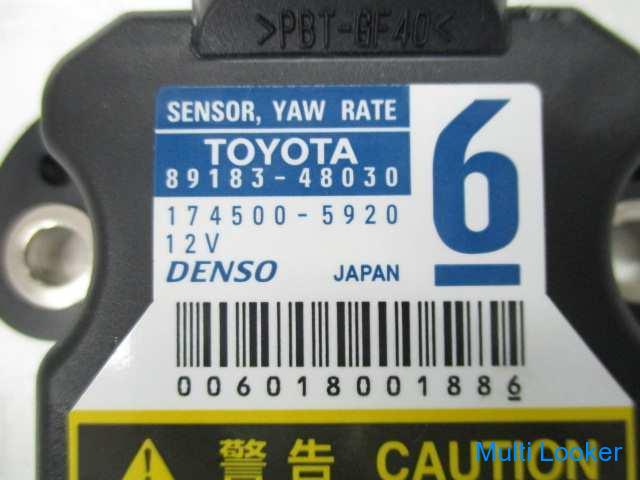 >PBT-GF40<
SENSOR, YAW RATE
TOYOTA
89183-48030
6
174500-5920
12V
DENSO JAPAN
006018001886
警告 CAUTION
Multi Looker